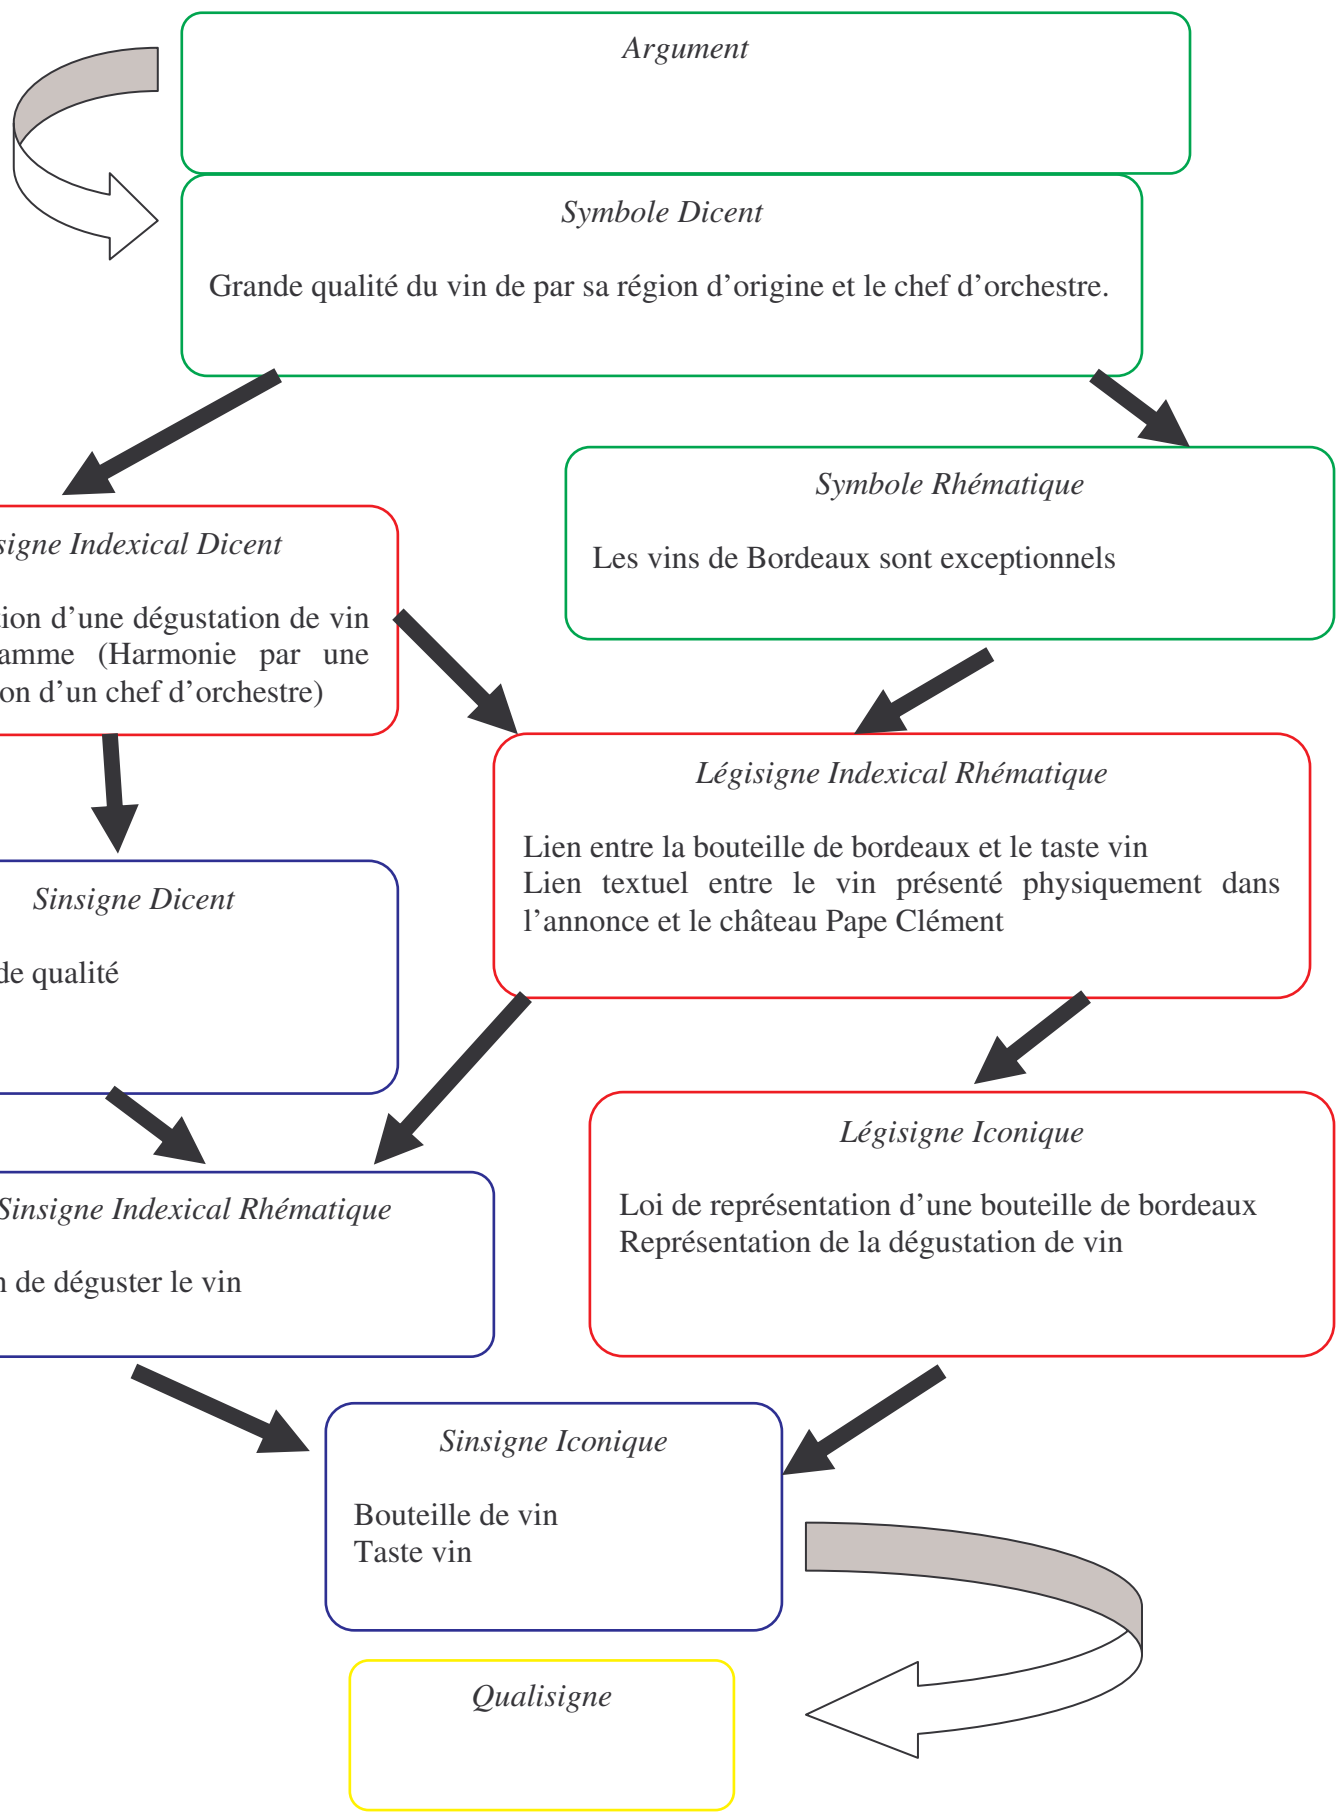 Argument
Symbole Dicent
Grande qualité du vin de par sa région d’origine et le chef d’orchestre.
Symbole Rhématique
Les vins de Bordeaux sont exceptionnels
Indexical Dicent
d’une dégustation de vin
(Harmonie par une
d’un chef d’orchestre)
Légisigne Indexical Rhématique
Lien entre la bouteille de bordeaux et le taste vin
Lien textuel entre le vin présenté physiquement dans
l’annonce et le château Pape Clément
Sinsigne Dicent
de qualité
Légisigne Iconique
Loi de représentation d’une bouteille de bordeaux
Représentation de la dégustation de vin
Sinsigne Indexical Rhématique
de déguster le vin
Sinsigne Iconique
Bouteille de vin
Taste vin
Qualisigne